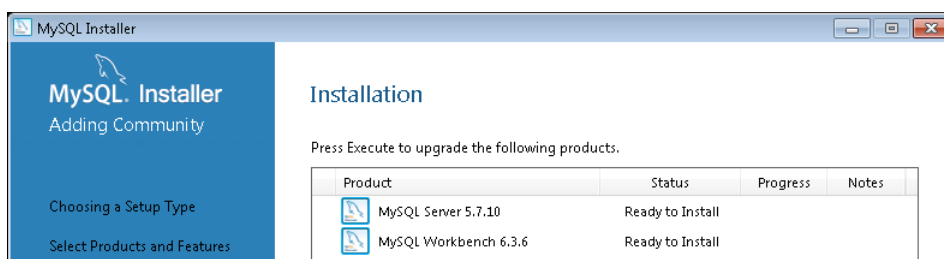 MySQL Installer
MySQL. Installer
Adding Community
Choosing a Setup Type
Select Products and Features
Installation
Press Execute to upgrade the following products.
Product Status Progress Notes
MySQL Server 5.7.10 Ready to Install
MySQL Workbench 6.3.6 Ready to Install